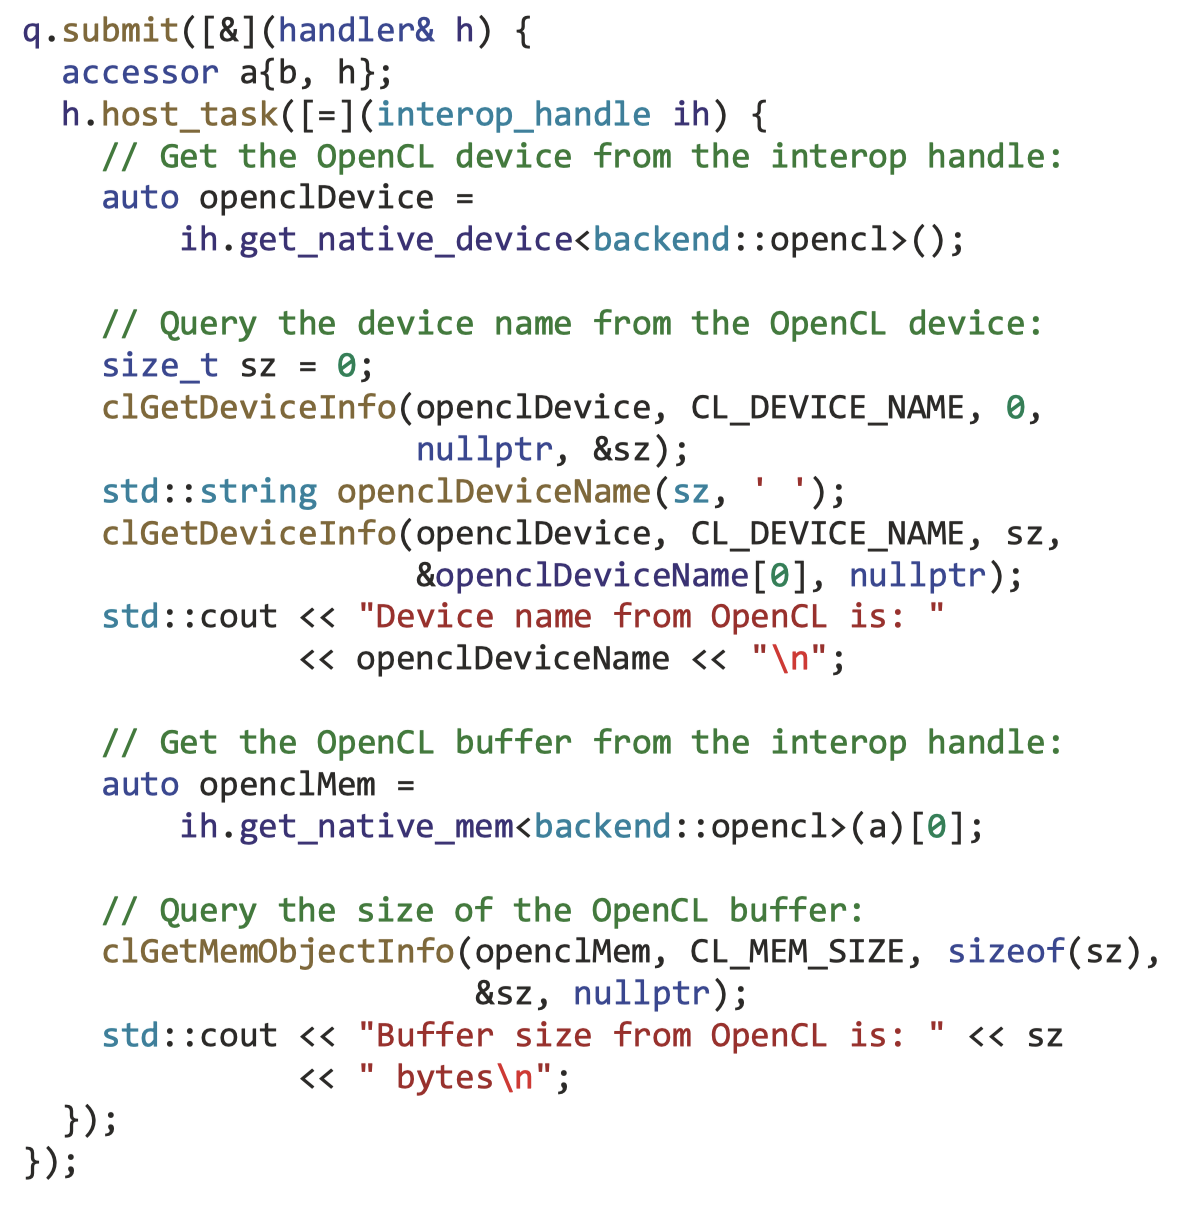 q.submit([&](handler& h) {
  accessor a{b, h};
  h.host_task([=](interop_handle ih) {
    // Get the OpenCL device from the interop handle:
    auto openclDevice =
        ih.get_native_device<backend::opencl>();

    // Query the device name from the OpenCL device:
    size_t sz = 0;
    clGetDeviceInfo(openclDevice, CL_DEVICE_NAME, 0,
                    nullptr, &sz);
    std::string openclDeviceName(sz, ' ');
    clGetDeviceInfo(openclDevice, CL_DEVICE_NAME, sz,
                    &openclDeviceName[0], nullptr);
    std::cout << "Device name from OpenCL is: "
              << openclDeviceName << "\n";

    // Get the OpenCL buffer from the interop handle:
    auto openclMem =
        ih.get_native_mem<backend::opencl>(a)[0];

    // Query the size of the OpenCL buffer:
    clGetMemObjectInfo(openclMem, CL_MEM_SIZE, sizeof(sz),
                       &sz, nullptr);
    std::cout << "Buffer size from OpenCL is: " << sz
              << " bytes\n";
  });
});